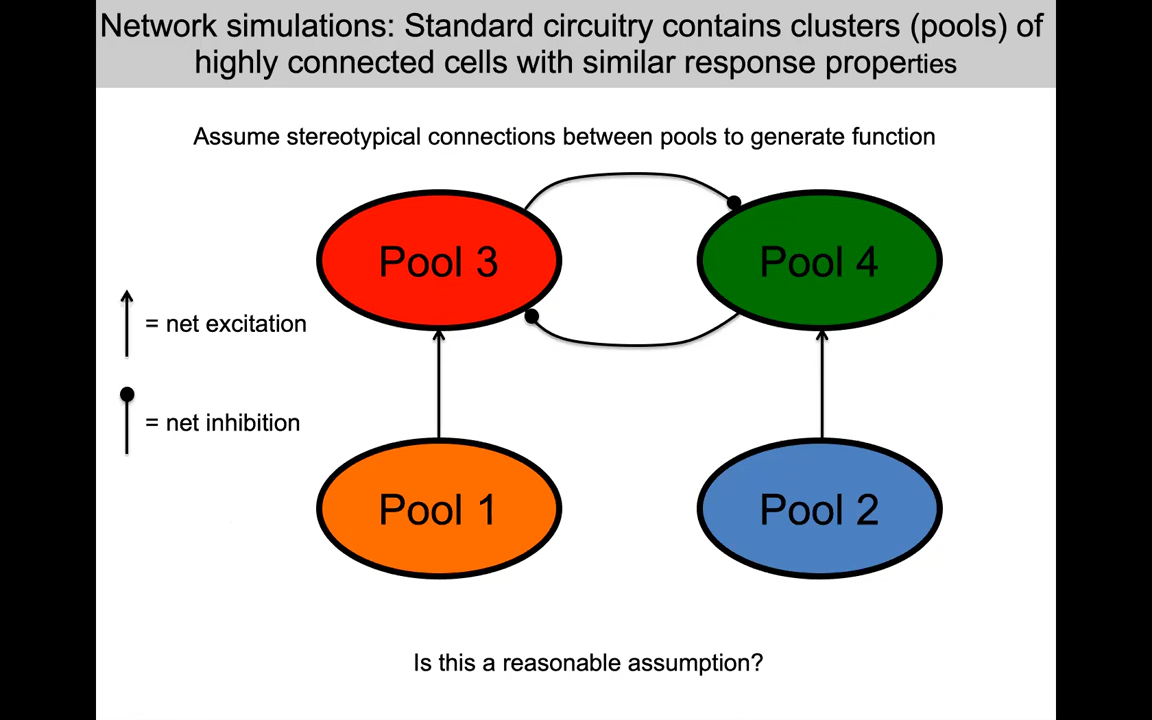 Network simulations: Standard circuitry contains clusters (pools) of
highly connected cells with similar response properties
Assume stereotypical connections between pools to generate function
Pool 3
Pool 4
= net excitation
= net inhibition
Pool 1
Pool 2
Is this a reasonable assumption?